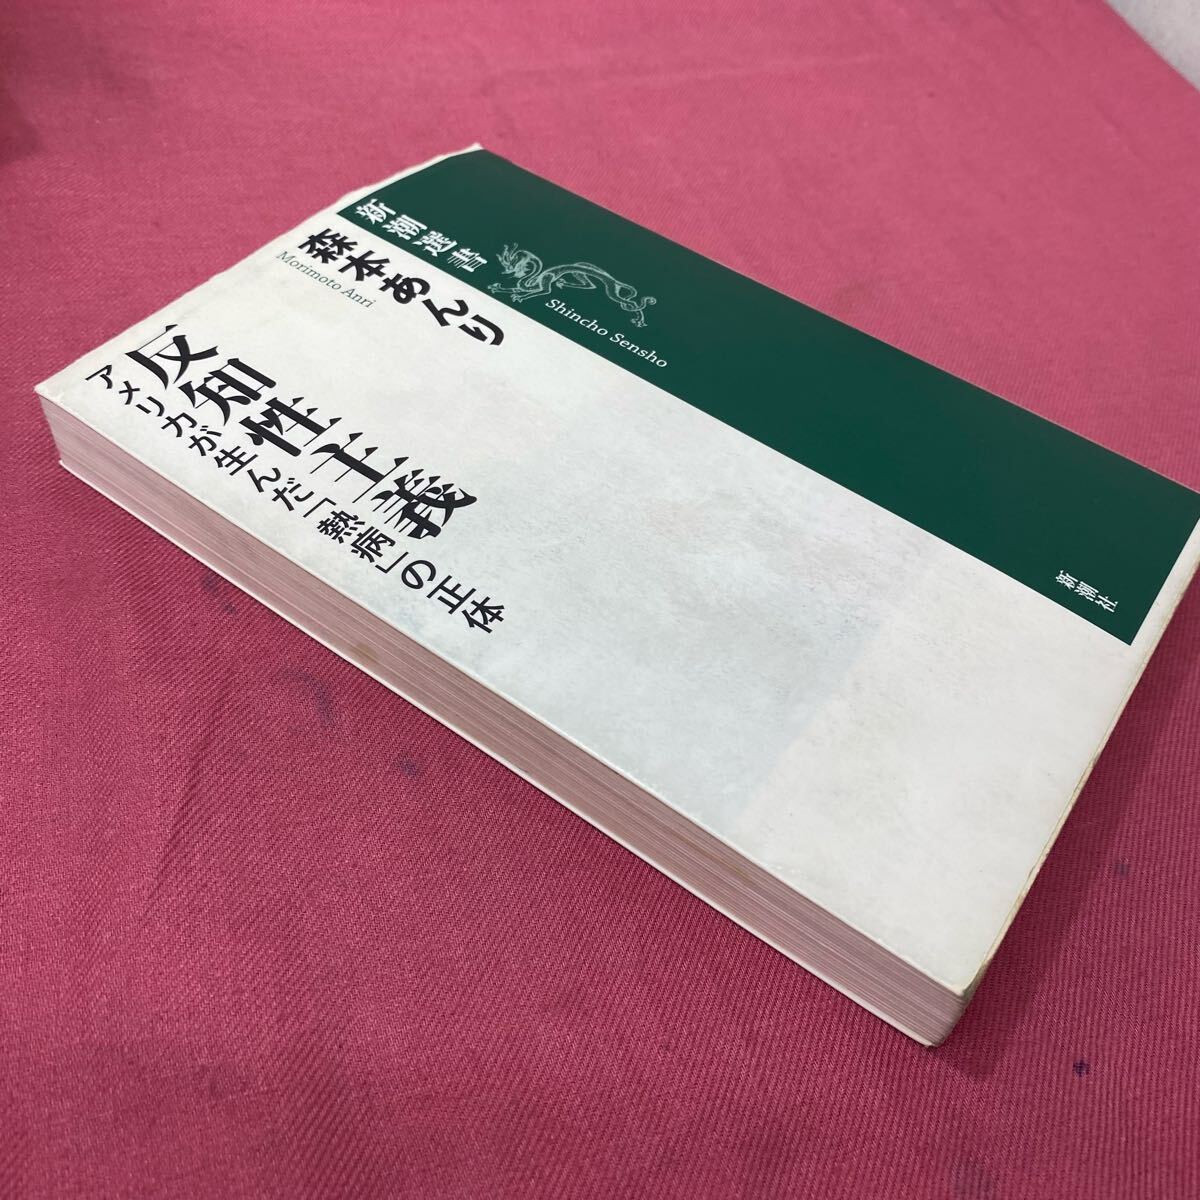 新潮選書
Shincho Sensho
森本あんり
Morimoto Anri
反知性主義
アメリカが生んだ「熱病」の正体
新潮社